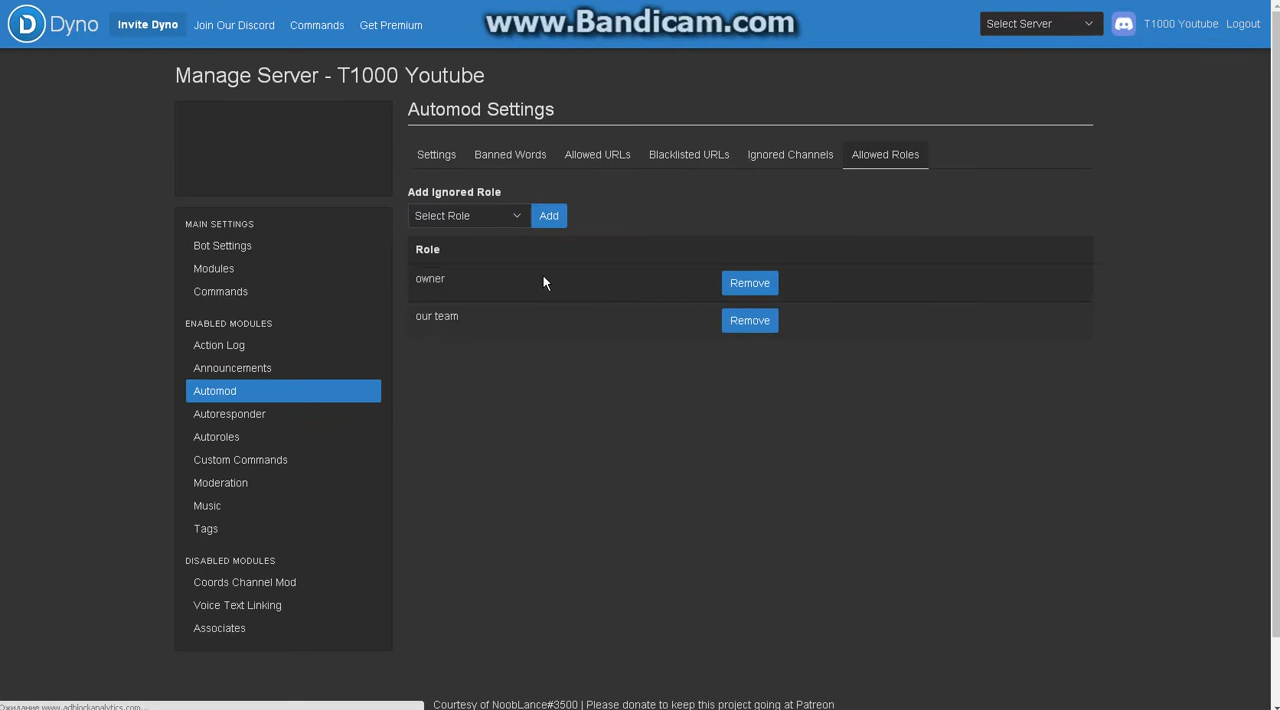 Dyno
Invite Dyno
Join Our Discord
Commands
Get Premium
www.Bandicam.com
Select Server
T1000 Youtube
Logout
Manage Server - T1000 Youtube
Automod Settings
Settings
Banned Words
Allowed URLs
Blacklisted URLs
Ignored Channels
Allowed Roles
Add Ignored Role
Select Role
Add
Role
owner
Remove
our team
Remove
MAIN SETTINGS
Bot Settings
Modules
Commands
ENABLED MODULES
Action Log
Announcements
Automod
Autoresponder
Autoroles
Custom Commands
Moderation
Music
Tags
DISABLED MODULES
Coords Channel Mod
Voice Text Linking
Associates
Ожидание www.adblockanalytics.com...
Courtesy of NoobLance#3500 | Please donate to keep this project going at Patreon